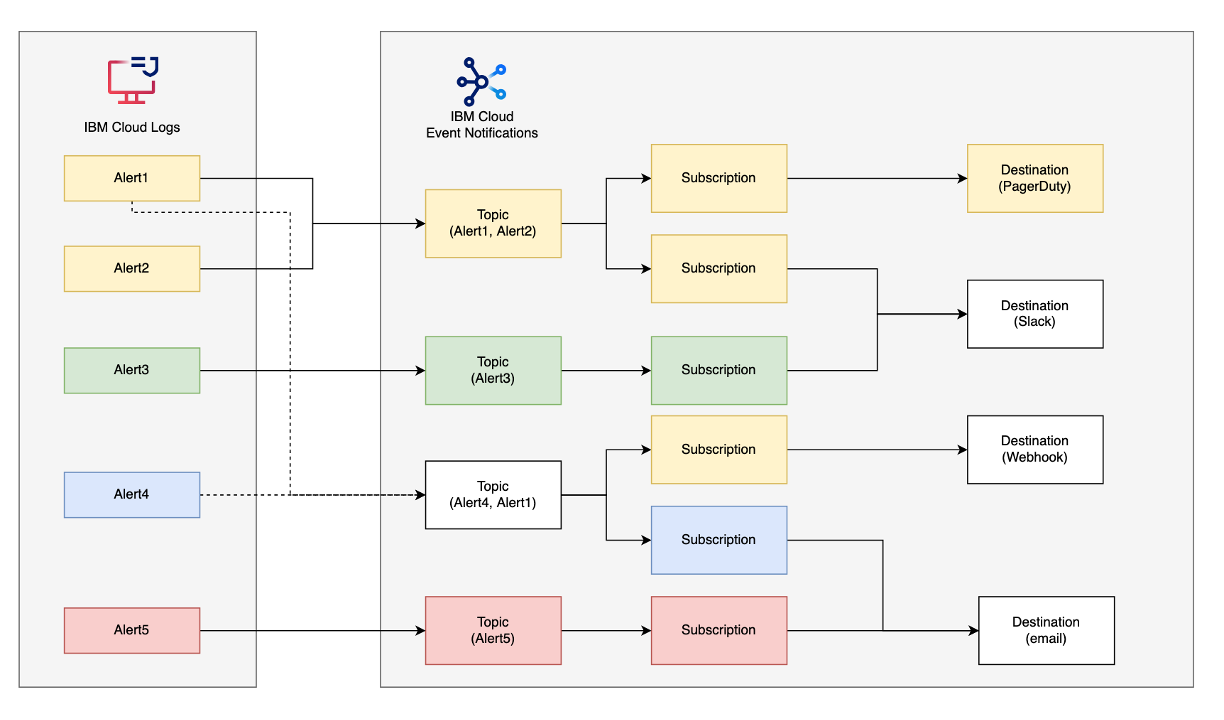 IBM Cloud Logs
Alert1
Alert2
Alert3
Alert4
Alert5
IBM Cloud
Event Notifications
Topic
(Alert1, Alert2)
Topic
(Alert3)
Topic
(Alert4, Alert1)
Topic
(Alert5)
Subscription
Subscription
Subscription
Subscription
Subscription
Subscription
Destination
(PagerDuty)
Destination
(Slack)
Destination
(Webhook)
Destination
(email)